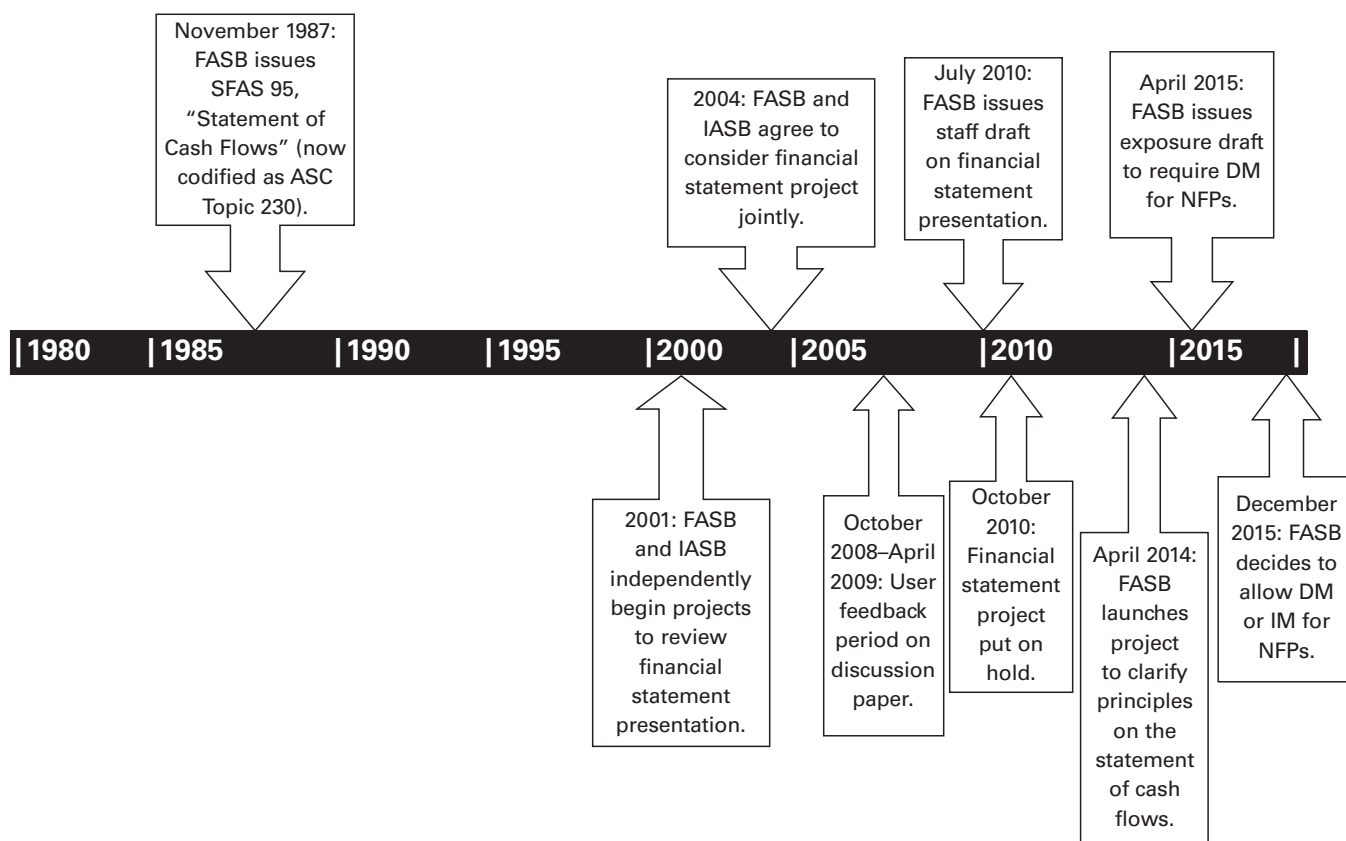 November 1987:
FASB issues
SFAS 95,
“Statement of
Cash Flows” (now
codified as ASC
Topic 230).
2004: FASB and
IASB agree to
consider financial
statement project
jointly.
July 2010:
FASB issues
staff draft
on financial
statement
presentation.
April 2015:
FASB issues
exposure draft
to require DM
for NFPs.
|1980 |1985 |1990 |1995 |2000 |2005 |2010 |2015 |
2001: FASB
and IASB
independently
begin projects
to review
financial
statement
presentation.
October
2008–April
2009: User
feedback
period on
discussion
paper.
October
2010:
Financial
statement
project
put on
hold.
April 2014:
FASB
launches
project
to clarify
principles
on the
statement
of cash
flows.
December
2015: FASB
decides to
allow DM
or IM for
NFPs.